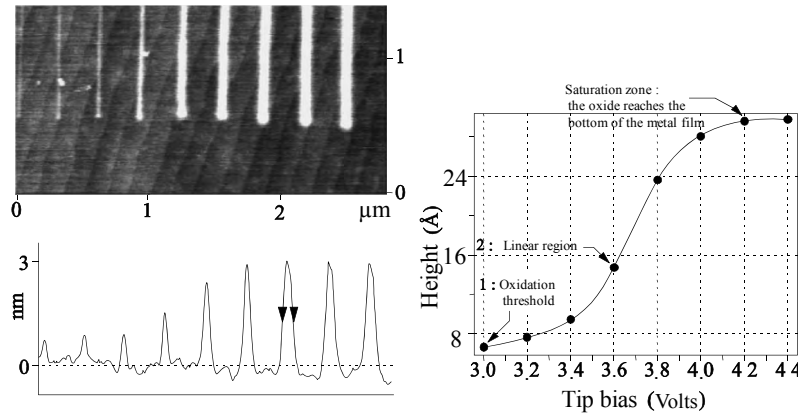 1
0
0
1
2
µm
3
0
nm
Saturation zone :
the oxide reaches the
bottom of the metal film
24
16
8
Height (Å)
2: Linear region
1: Oxidation
threshold
3.0
3.2
3.4
3.6
3.8
4.0
4 2
4 4
Tip bias (Volts)